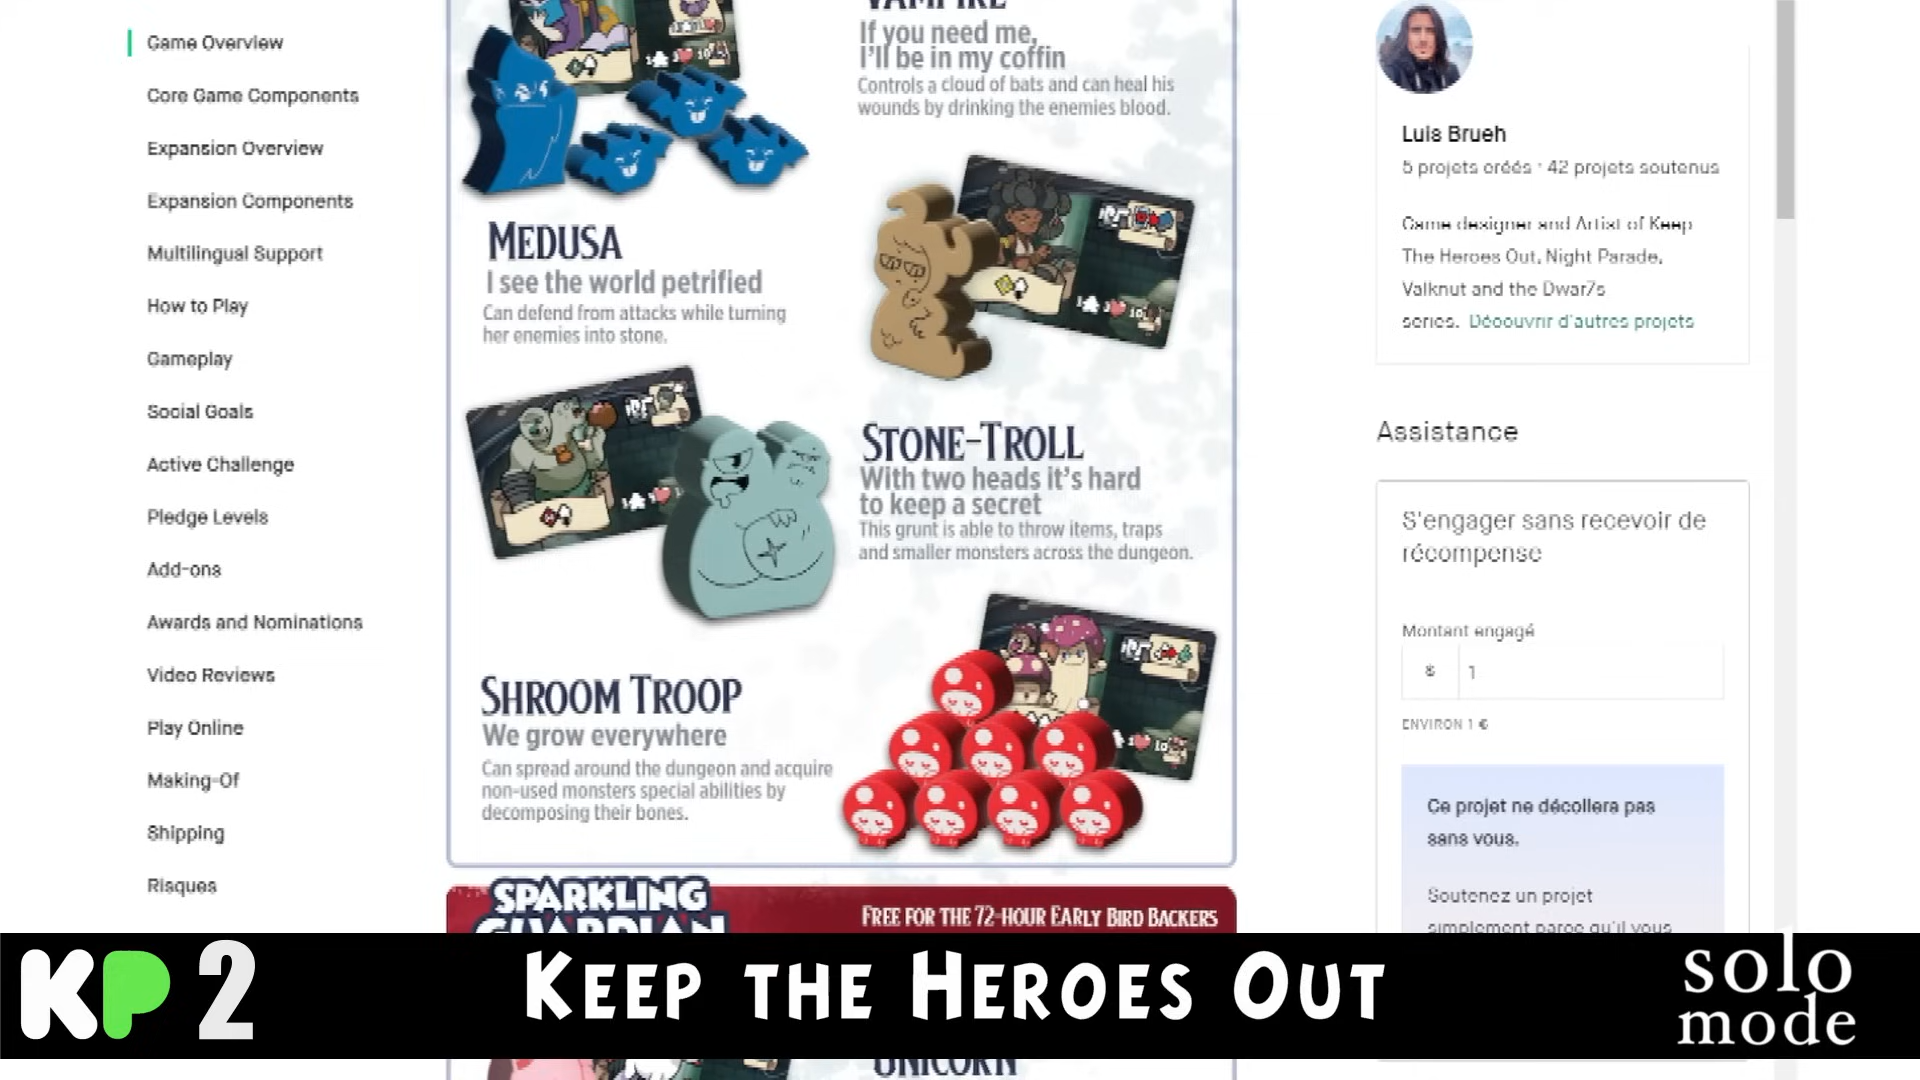 Game Overview
Core Game Components
Expansion Overview
Expansion Components
Multilingual Support
How to Play
Gameplay
Social Goals
Active Challenge
Pledge Levels
Add-ons
Awards and Nominations
Video Reviews
Play Online
Making-Of
Shipping
Risques
VAMPIRE
If you need me,
I'll be in my coffin
Controls a cloud of bats and can heal his
wounds by drinking the enemies blood.
MEDUSA
I see the world petrified
Can defend from attacks while turning
her enemies into stone.
STONE-TROLL
With two heads it's hard
to keep a secret
This grunt is able to throw items, traps
and smaller monsters across the dungeon.
SHROOM TROOP
We grow everywhere
Can spread around the dungeon and acquire
non-used monsters special abilities by
decomposing their bones.
SPARKLING
GUARDIAN
FREE FOR THE 72-HOUR EARLY BIRD BACKERS
UNICORN
Luis Brueh
5 projets créés · 42 projets soutenus
Game designer and Artist of Keep
The Heroes Out, Night Parade,
Valknut and the Dwar7s
series. Découvrir d'autres projets
Assistance
S'engager sans recevoir de
récompense
Montant engagé
$ 1
ENVIRON 1 €
Ce projet ne décollera pas
sans vous.
Soutenez un projet
simplement parce qu'il vous
KP 2
KEEP THE HEROES OUT
solo
mode